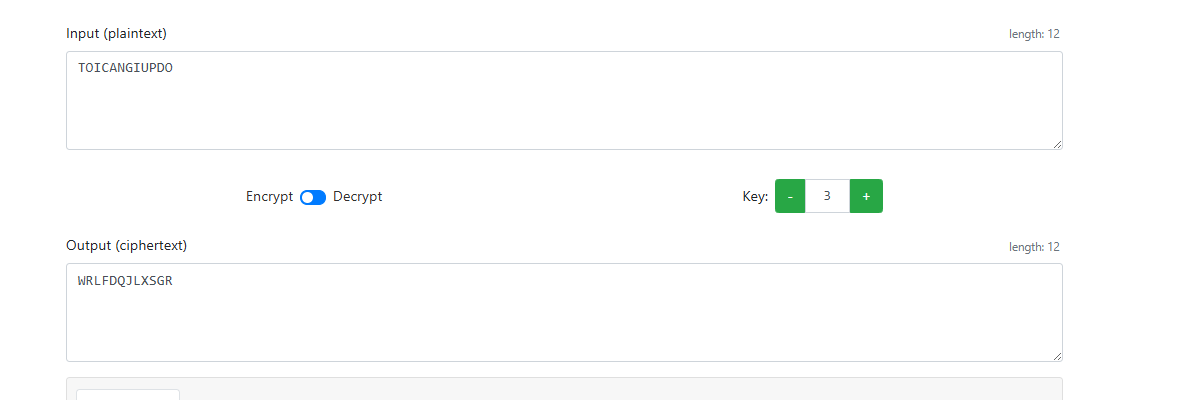 Input (plaintext) length: 12
TOICANGIUPDO
Encrypt Decrypt Key: - 3 +
Output (ciphertext) length: 12
WRLFDQJLXSGR